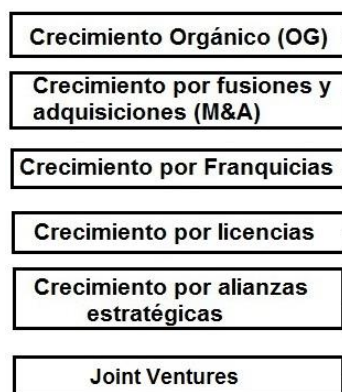 Crecimiento Orgánico (OG)
Crecimiento por fusiones y
adquisiciones (M&A)
Crecimiento por Franquicias
Crecimiento por licencias
Crecimiento por alianzas
estratégicas
Joint Ventures